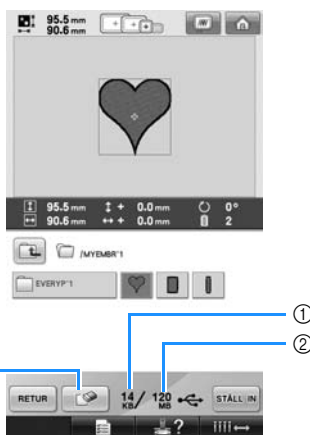 95.5 mm
90.6 mm
95.5 mm 0.0 mm 0°
90.6 mm 0.0 mm 2
/MYEMBR~1
EVERYP~1
①
②
RETUR 14 KB / 120 MB STÄLL IN
?